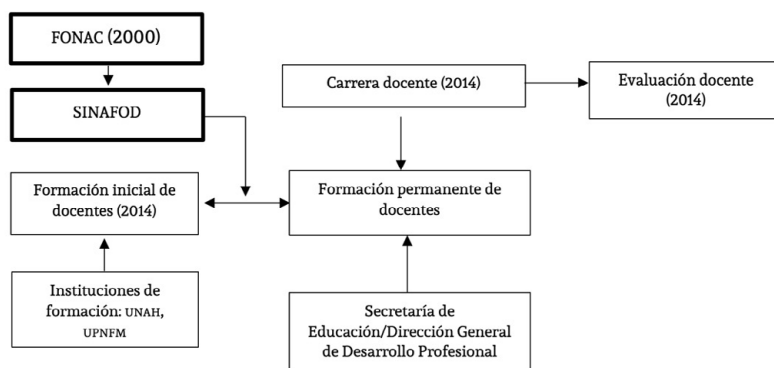 FONAC (2000)
SINAFOD
Carrera docente (2014)
Evaluación docente
(2014)
Formación inicial de
docentes (2014)
Formación permanente de
docentes
Instituciones de
formación: UNAH,
UPNFM
Secretaría de
Educación/Dirección General
de Desarrollo Profesional